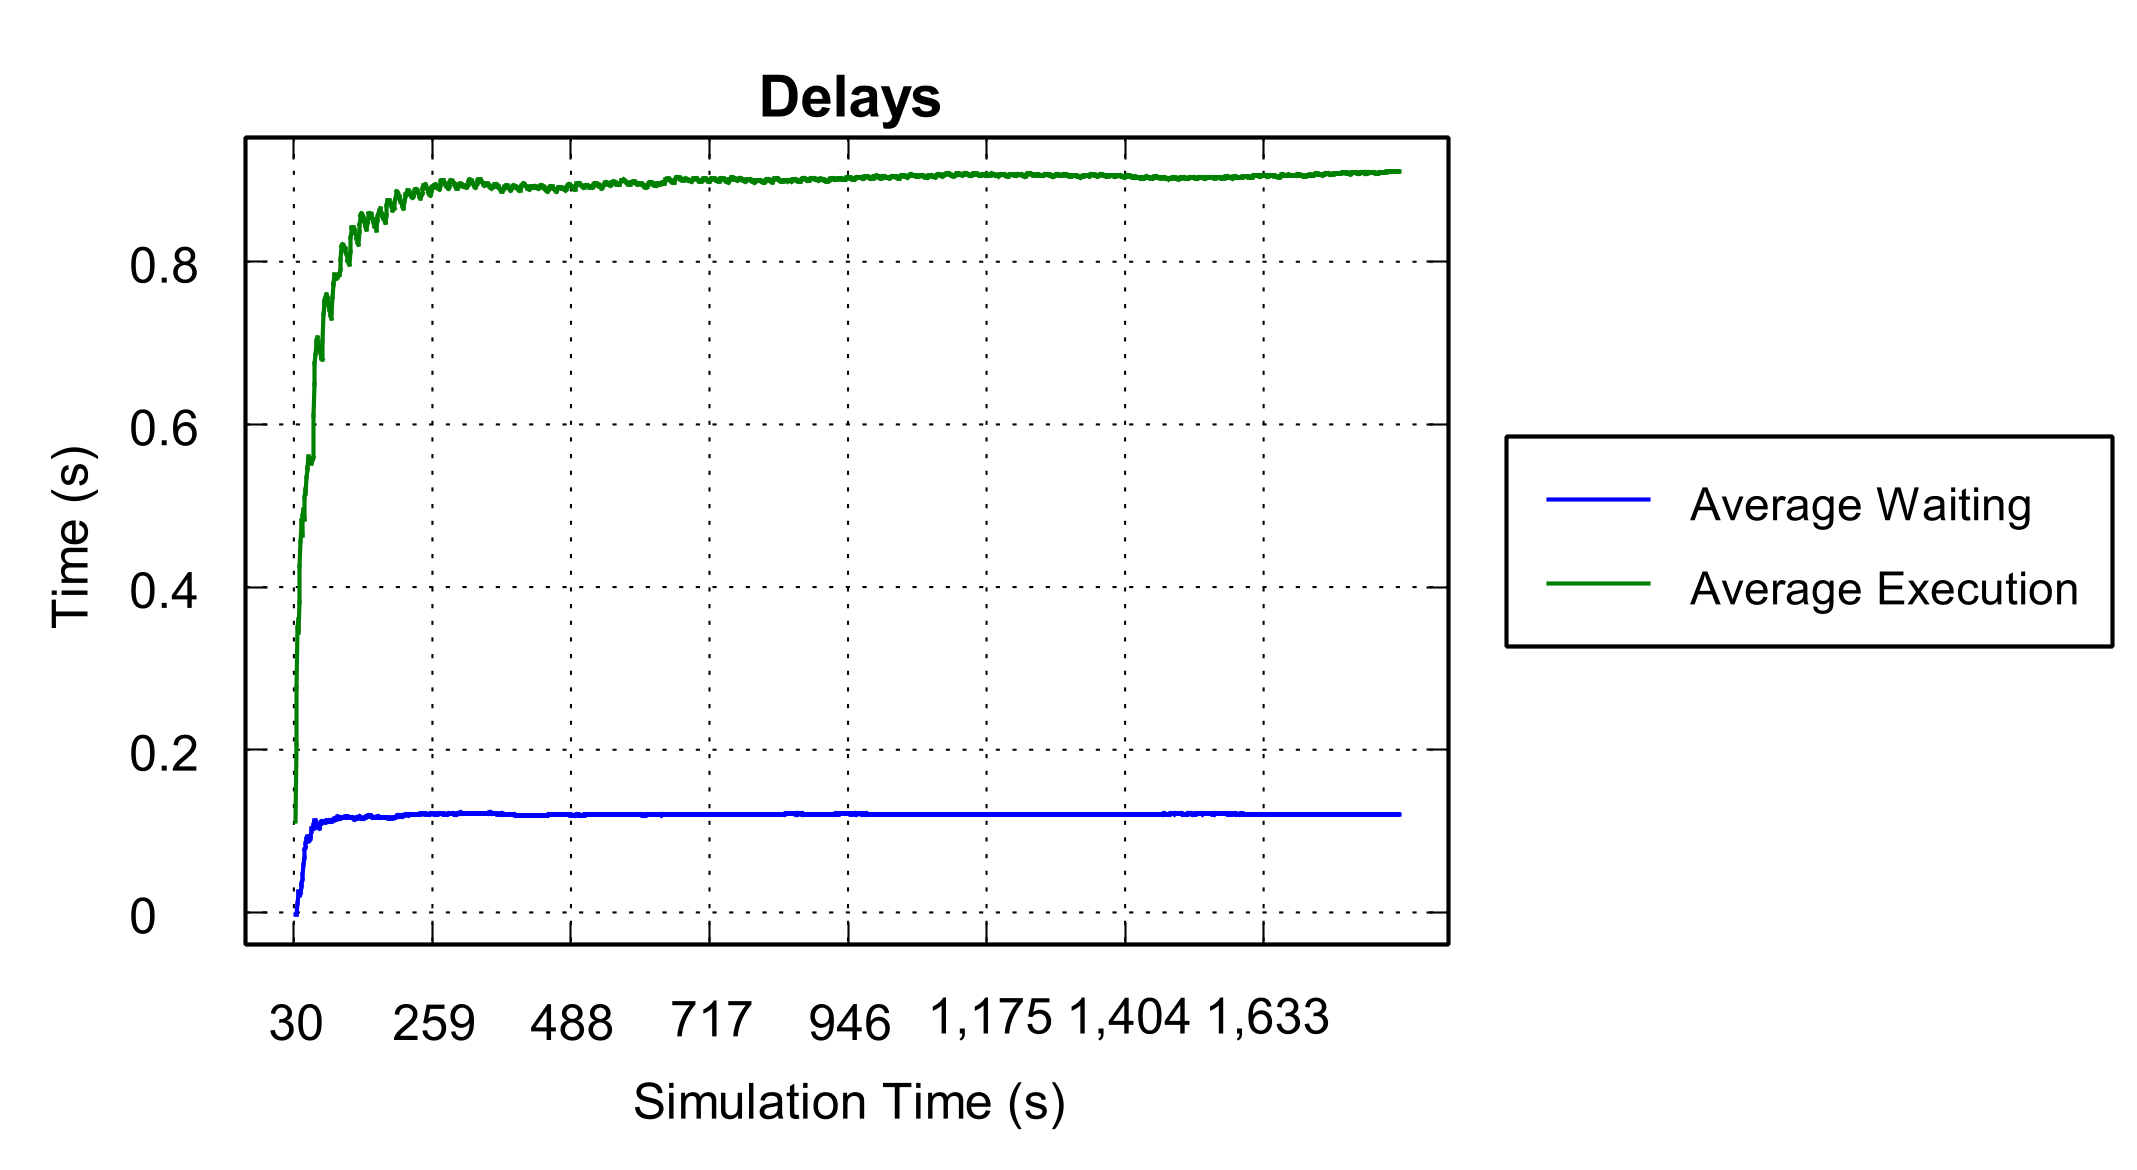 Delays
0.8
0.6
0.4
0.2
0
Time (s)
30 259 488 717 946 1,175 1,404 1,633
Simulation Time (s)
Average Waiting
Average Execution